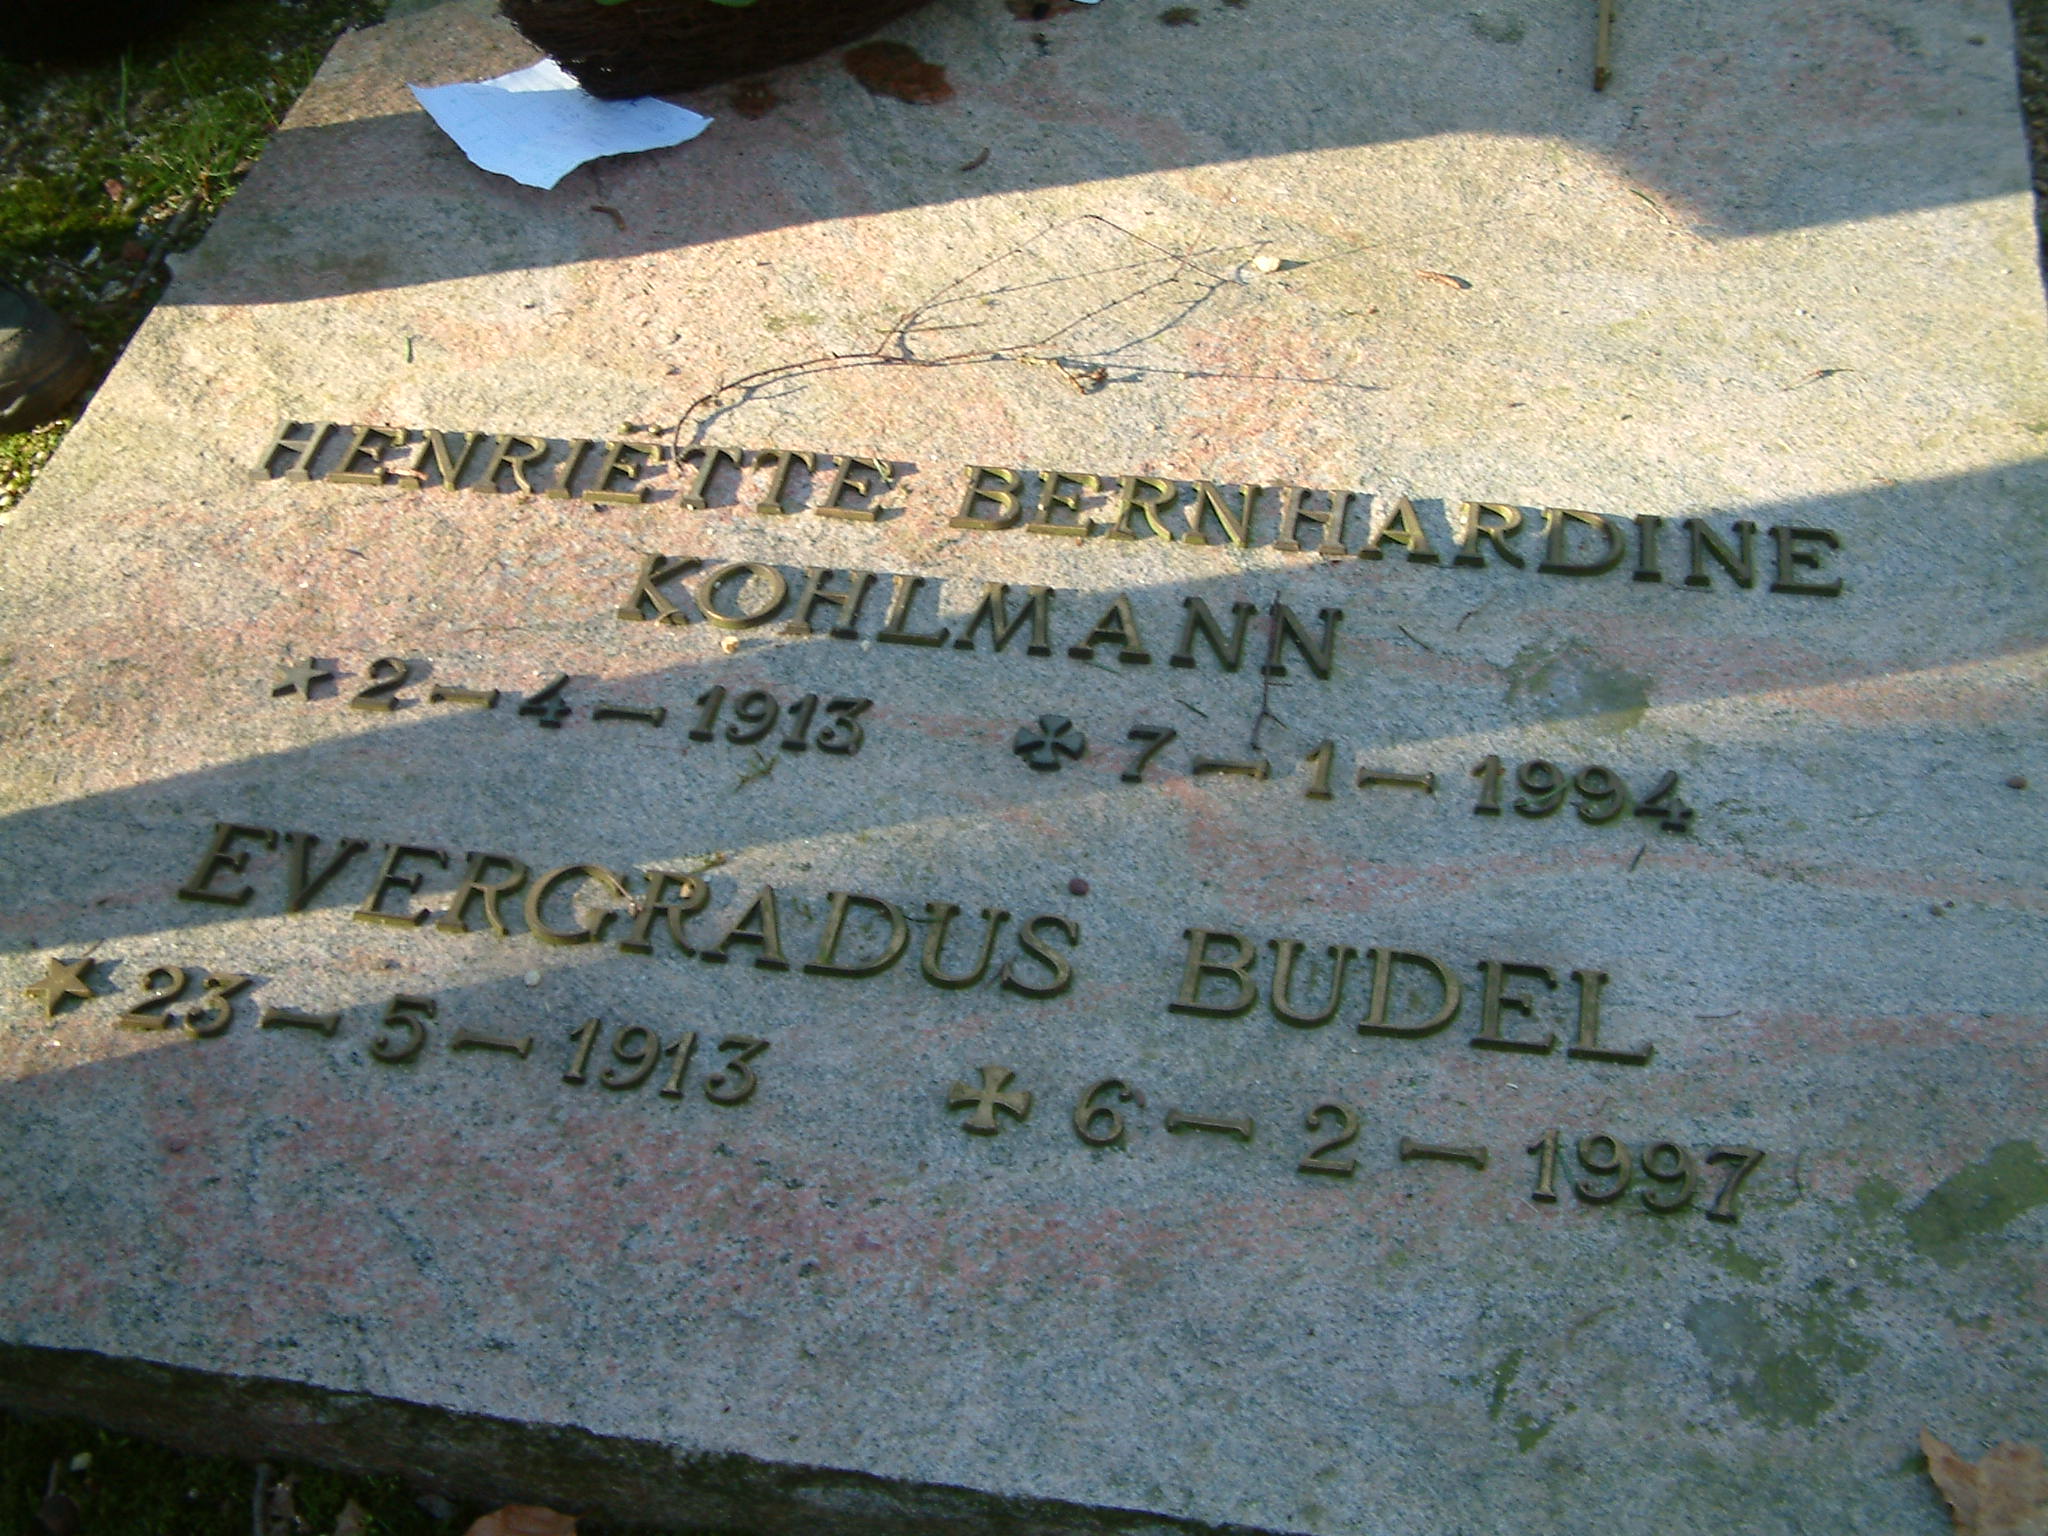 HENRIËTTE BERNHARDINE
KOHLMANN
★ 2-4-1913 ✠ 7-1-1994
EVERGRADUS BUDEL
★ 23-5-1913 ✠ 6-2-1997